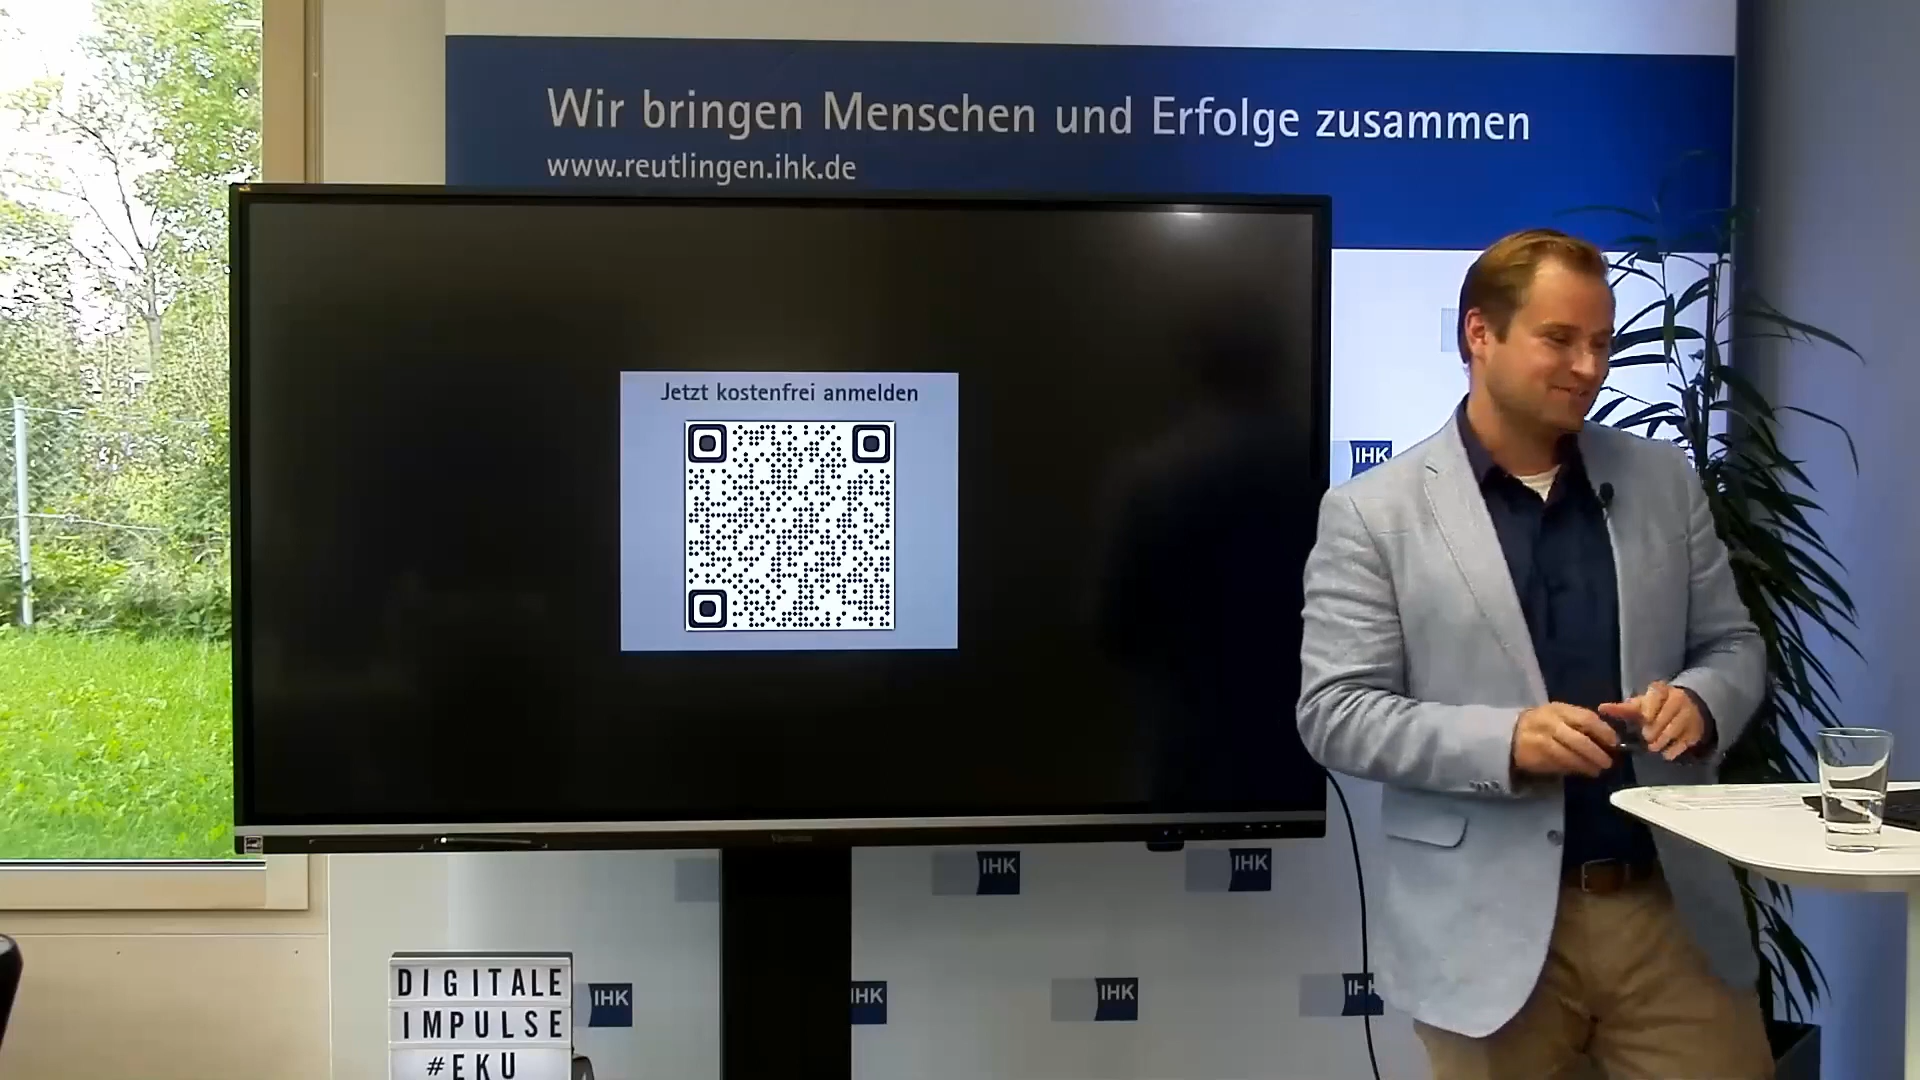 Wir bringen Menschen und Erfolge zusammen
www.reutlingen.ihk.de
Jetzt kostenfrei anmelden
IHK
IHK
IHK
DIGITALE
IMPULSE
#EKU
IHK
IHK
IHK
IHK